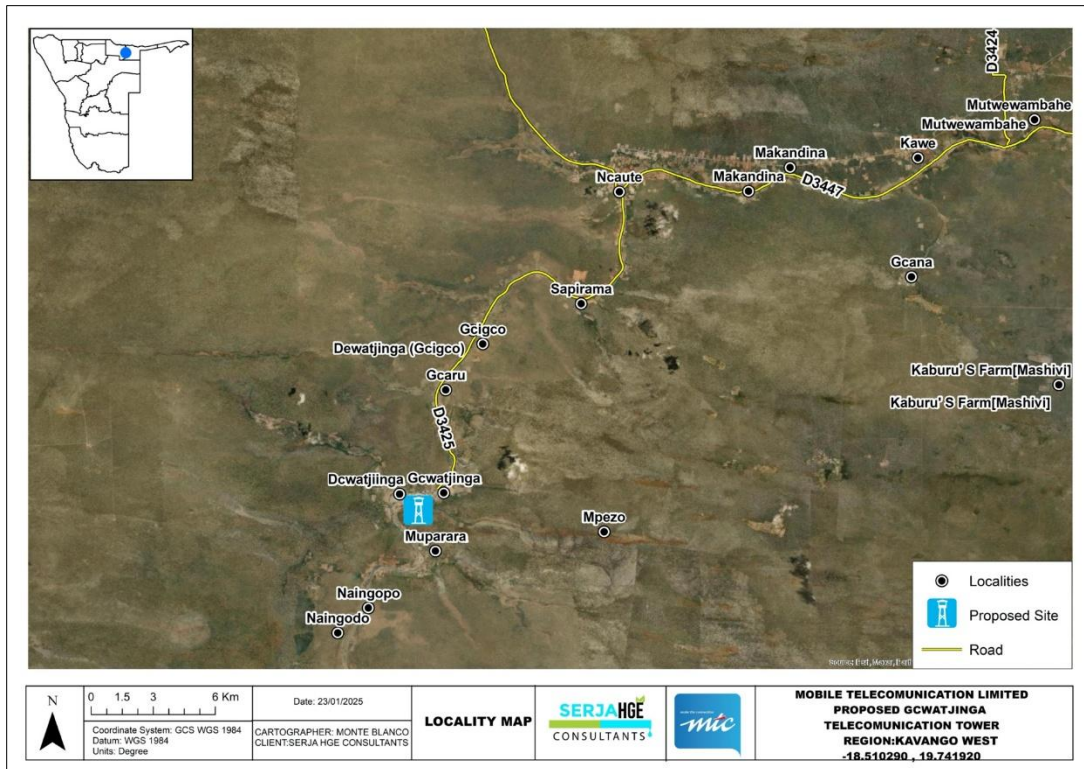 D3424
Mutwewambahe
Mutwewambahe
Kawe
Makandina
Makandina
D3447
Ncaute
Gcana
Sapirama
Gcigco
Dewatjinga (Gcigco)
Gcaru
Kaburu' S Farm[Mashivi]
Kaburu' S Farm[Mashivi]
D3425
Dcwatjiinga
Gcwatjinga
Mpezo
Muparara
Naingopo
Naingodo
Localities
Proposed Site
Road
N
0 1.5 3 6 Km
Coordinate System: GCS WGS 1984
Datum: WGS 1984
Units: Degree
Date: 23/01/2025
CARTOGRAPHER: MONTE BLANCO
CLIENT:SERJA HGE CONSULTANTS
LOCALITY MAP
SERJA HGE
CONSULTANTS
mtc
MOBILE TELECOMUNICATION LIMITED
PROPOSED GCWATJINGA
TELECOMUNICATION TOWER
REGION:KAVANGO WEST
-18.510290 , 19.741920